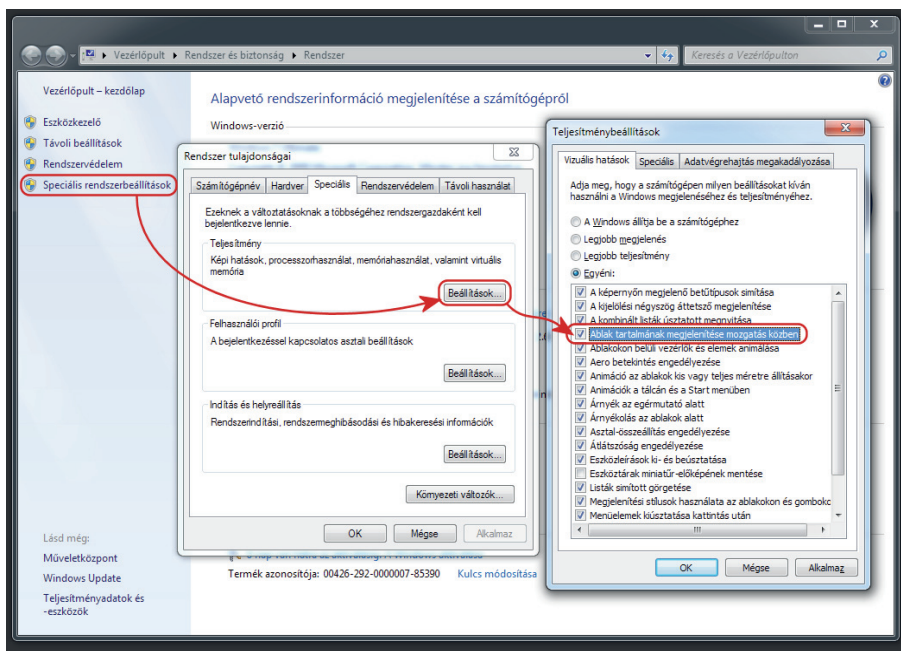 Vezérlőpult ▸ Rendszer és biztonság ▸ Rendszer
Keresés a Vezérlőpulton
Vezérlőpult – kezdőlap
Eszközkezelő
Távoli beállítások
Rendszervédelem
Speciális rendszerbeállítások
Lásd még:
Műveletközpont
Windows Update
Teljesítményadatok és
-eszközök
Alapvető rendszerinformáció megjelenítése a számítógépről
Windows-verzió
Termék azonosítója: 00426-292-0000007-85390 Kulcs módosítása
Rendszer tulajdonságai
Számítógépnév Hardver Speciális Rendszervédelem Távoli használat
Ezeknek a változtatásoknak a többségéhez rendszergazdaként kell
bejelentkezve lennie.
Teljesítmény
Képi hatások, processzorhasználat, memóriahasználat, valamint virtuális
memória
Beállítások...
Felhasználói profil
A bejelentkezéssel kapcsolatos asztali beállítások
Beállítások...
Indítás és helyreállítás
Rendszerindítási, rendszermeghibásodási és hibakeresési információk
Beállítások...
Környezeti változók...
OK Mégse Alkalmaz
Teljesítménybeállítások
Vizuális hatások Speciális Adatvégrehajtás megakadályozása
Adja meg, hogy a számítógépen milyen beállításokat kíván
használni a Windows megjelenéséhez és teljesítményéhez.
A Windows állítja be a számítógéphez
Legjobb megjelenés
Legjobb teljesítmény
Egyéni:
A képernyőn megjelenő betűtípusok simítása
A kijelölési négyszög áttetsző megjelenítése
A kombinált listák úsztatott megnyitása
Ablak tartalmának megjelenítése mozgatás közben
Ablakokon belüli vezérlők és elemek animálása
Aero betekintés engedélyezése
Animáció az ablakok kis vagy teljes méretre állításakor
Animációk a tálcán és a Start menüben
Árnyék az egérmutató alatt
Árnyékolás az ablakok alatt
Asztal-összeállítás engedélyezése
Átlátszóság engedélyezése
Eszközleírások ki- és beúsztatása
Eszköztárak miniatűr-előképének mentése
Listák simított görgetése
Megjelenítési stílusok használata az ablakokon és gombokc
Menüelemek kiúsztatása kattintás után
OK Mégse Alkalmaz